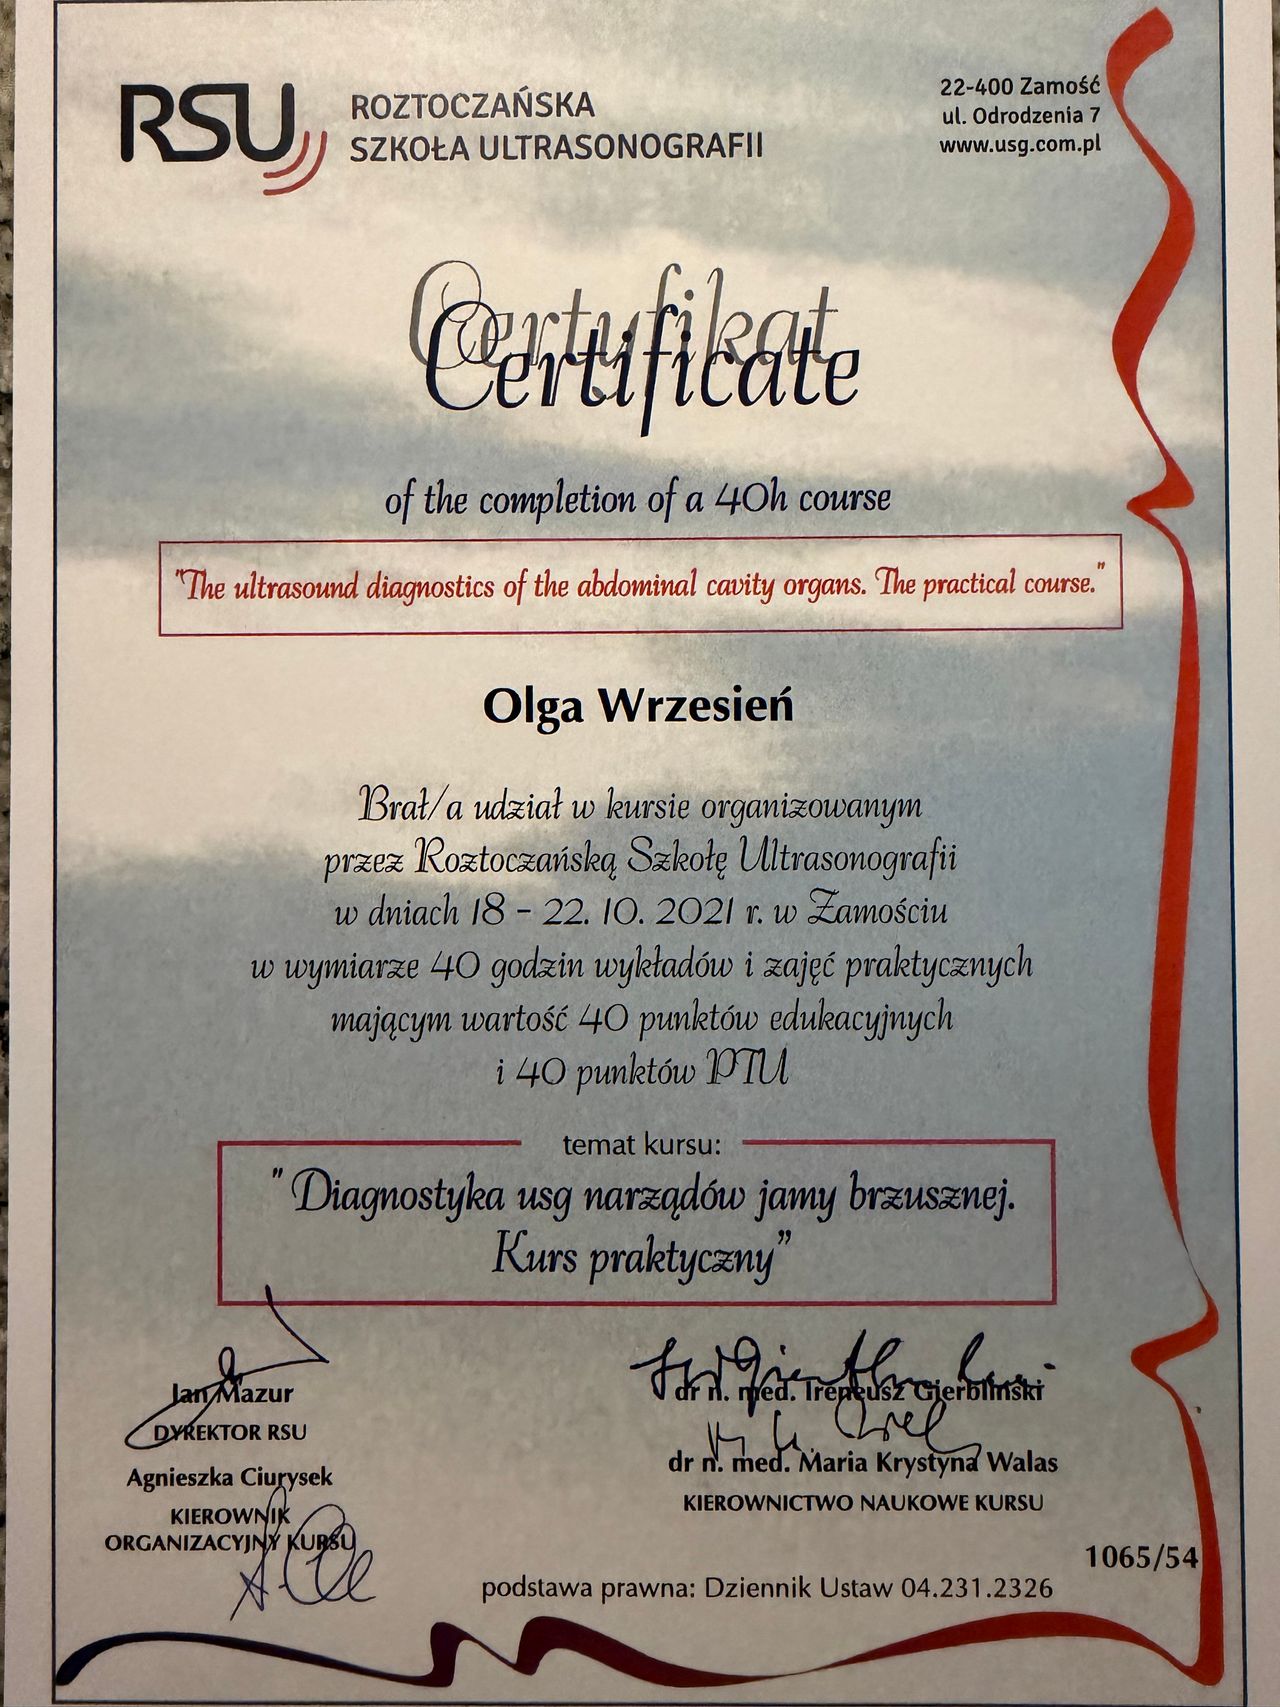 RSU
ROZTOCZAŃSKA
SZKOŁA ULTRASONOGRAFII
22-400 Zamość
ul. Odrodzenia 7
www.usg.com.pl
Certyfikat
Certificate
of the completion of a 40h course
"The ultrasound diagnostics of the abdominal cavity organs. The practical course."
Olga Wrzesień
Brał/a udział w kursie organizowanym
przez Roztoczańską Szkołę Ultrasonografii
w dniach 18 - 22. 10. 2021 r. w Zamościu
w wymiarze 40 godzin wykładów i zajęć praktycznych
mającym wartość 40 punktów edukacyjnych
i 40 punktów PTU
temat kursu:
"Diagnostyka usg narządów jamy brzusznej.
Kurs praktyczny"
Jan Mazur
DYREKTOR RSU
Agnieszka Ciurysek
KIEROWNIK
ORGANIZACYJNY KURSU
dr n. med. Ireneusz Gierbliński
dr n. med. Maria Krystyna Walas
KIEROWNICTWO NAUKOWE KURSU
1065/54
podstawa prawna: Dziennik Ustaw 04.231.2326